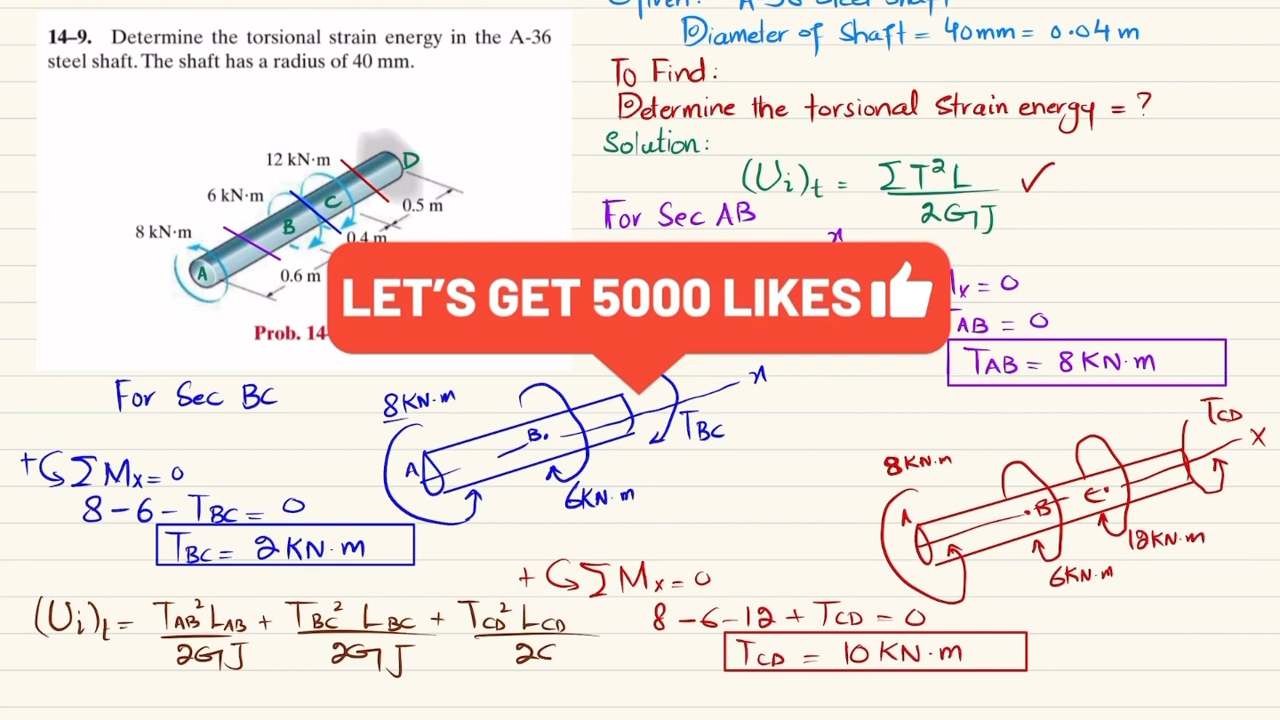 14–9. Determine the torsional strain energy in the A-36
steel shaft. The shaft has a radius of 40 mm.
12 kN·m
D
6 kN·m
C
0.5 m
8 kN·m
B
0.4 m
A
0.6 m
Prob. 14
Diameter of Shaft = 40mm = 0.04 m
To Find:
Determine the torsional Strain energy = ?
Solution:
(Ui)t = ΣT²L / 2GJ ✓
For Sec AB
x
Mx = 0
AB = 0
TAB = 8 KN·m
LET'S GET 5000 LIKES
For Sec BC
8KN·m
x
A
B
TBC
6KN·m
+ ΣMx = 0
8 - 6 - TBC = 0
TBC = 2 KN·m
TCD
X
8KN·m
A
B
C
12KN·m
6KN·m
+ ΣMx = 0
8 - 6 - 12 + TCD = 0
TCD = 10 KN·m
(Ui)t = TAB² LAB / 2GJ + TBC² LBC / 2GJ + TCD² LCD / 2G